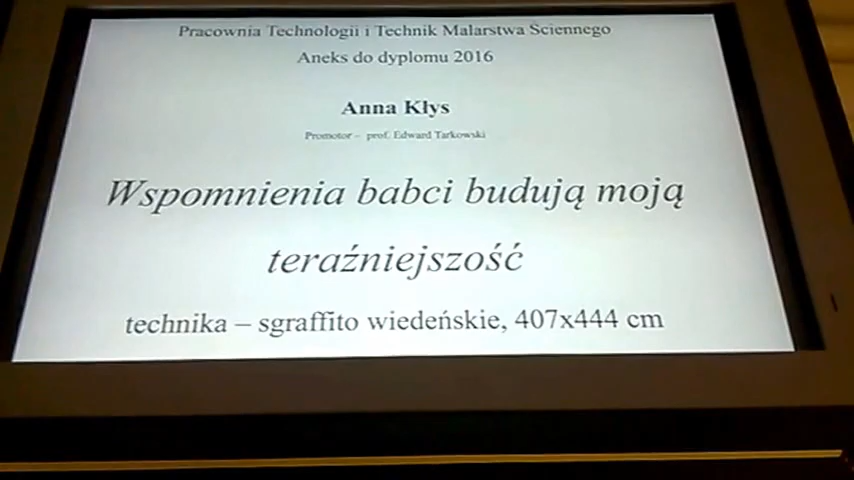 Pracownia Technologii i Technik Malarstwa Ściennego
Aneks do dyplomu 2016
Anna Kłys
Promotor – prof. Edward Tarkowski
Wspomnienia babci budują moją
teraźniejszość
technika – sgraffito wiedeńskie, 407x444 cm